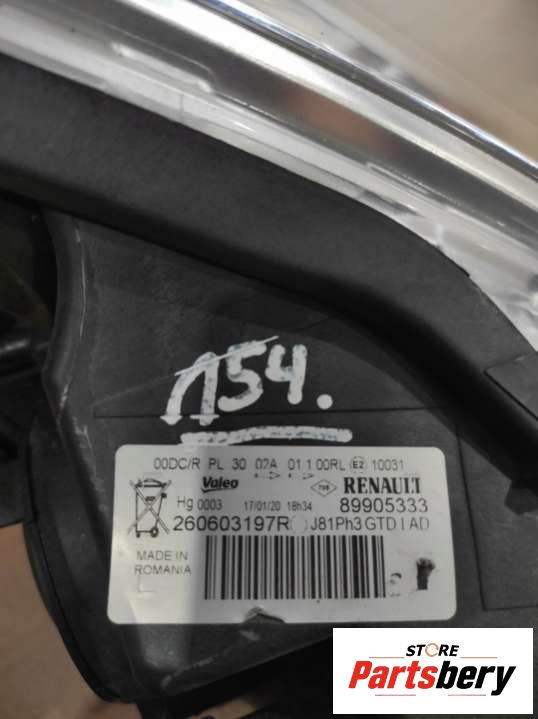 154.
00DC/R PL 30 02A 01 1 00RL E2 10031
Valeo 796 RENAULT
Hg 0003 17/01/20 18h34 89905333
260603197R J81Ph3 GTD I AD
MADE IN
ROMANIA
STORE
Partsbery